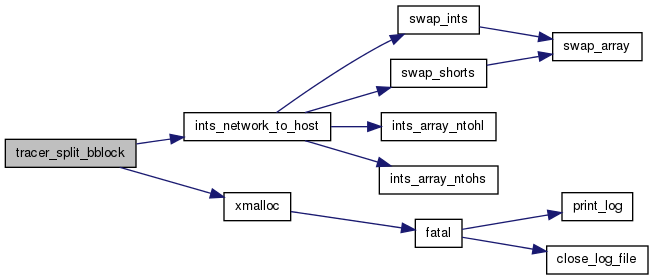 swap_ints
swap_array
swap_shorts
ints_network_to_host
ints_array_ntohl
tracer_split_bblock
ints_array_ntohs
xmalloc
print_log
fatal
close_log_file